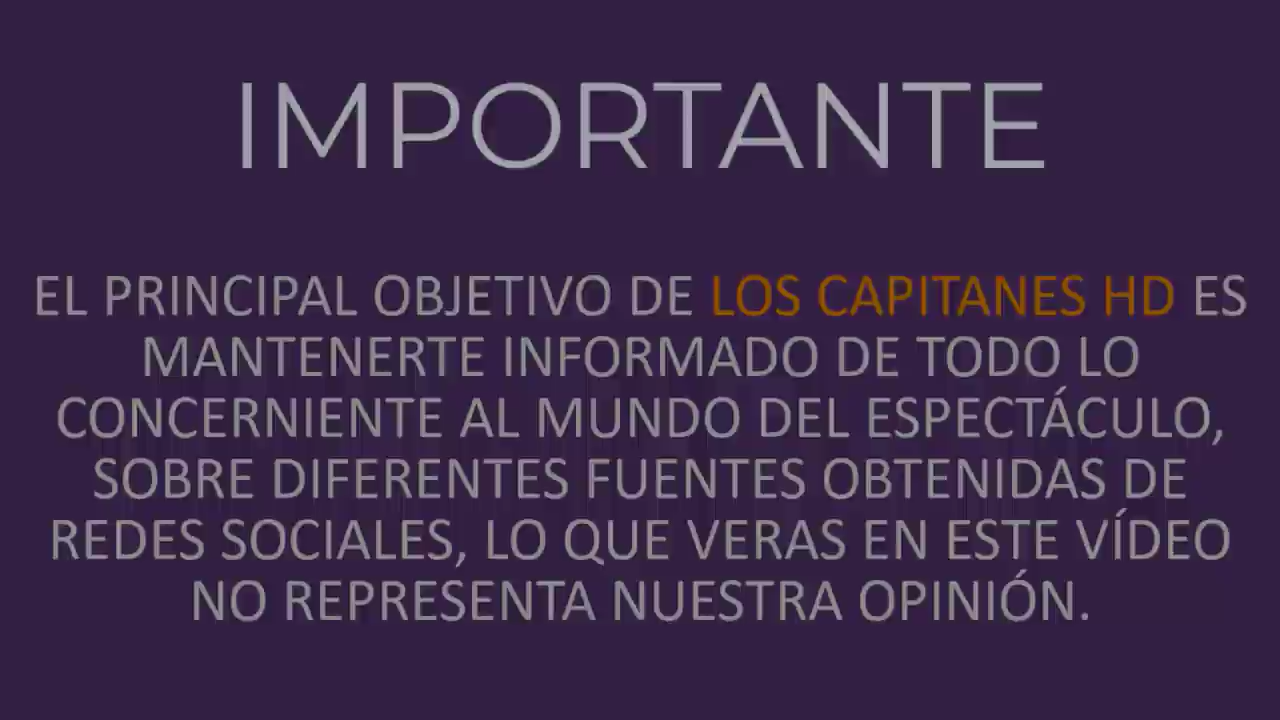 IMPORTANTE
EL PRINCIPAL OBJETIVO DE LOS CAPITANES HD ES
MANTENERTE INFORMADO DE TODO LO
CONCERNIENTE AL MUNDO DEL ESPECTÁCULO,
SOBRE DIFERENTES FUENTES OBTENIDAS DE
REDES SOCIALES, LO QUE VERAS EN ESTE VÍDEO
NO REPRESENTA NUESTRA OPINIÓN.